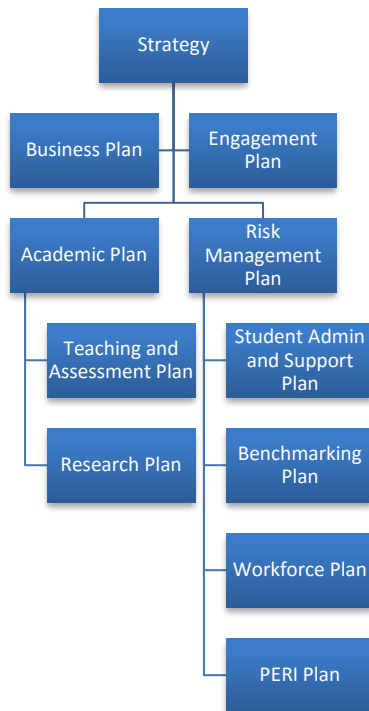 Strategy
Business Plan
Engagement
Plan
Academic Plan
Risk
Management
Plan
Teaching and
Assessment Plan
Student Admin
and Support
Plan
Research Plan
Benchmarking
Plan
Workforce Plan
PERI Plan